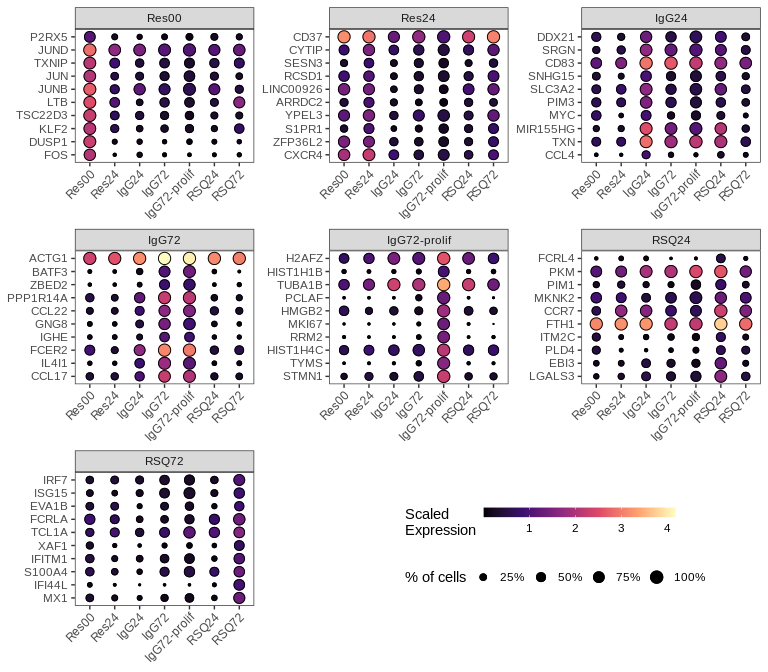 Res00
P2RX5
JUND
TXNIP
JUN
JUNB
LTB
TSC22D3
KLF2
DUSP1
FOS
Res00
Res24
IgG24
IgG72
IgG72-prolif
RSQ24
RSQ72
Res24
CD37
CYTIP
SESN3
RCSD1
LINC00926
ARRDC2
YPEL3
S1PR1
ZFP36L2
CXCR4
Res00
Res24
IgG24
IgG72
IgG72-prolif
RSQ24
RSQ72
IgG24
DDX21
SRGN
CD83
SNHG15
SLC3A2
PIM3
MYC
MIR155HG
TXN
CCL4
Res00
Res24
IgG24
IgG72
IgG72-prolif
RSQ24
RSQ72
IgG72
ACTG1
BATF3
ZBED2
PPP1R14A
CCL22
GNG8
IGHE
FCER2
IL4I1
CCL17
Res00
Res24
IgG24
IgG72
IgG72-prolif
RSQ24
RSQ72
IgG72-prolif
H2AFZ
HIST1H1B
TUBA1B
PCLAF
HMGB2
MKI67
RRM2
HIST1H4C
TYMS
STMN1
Res00
Res24
IgG24
IgG72
IgG72-prolif
RSQ24
RSQ72
RSQ24
FCRL4
PKM
PIM1
MKNK2
CCR7
FTH1
ITM2C
PLD4
EBI3
LGALS3
Res00
Res24
IgG24
IgG72
IgG72-prolif
RSQ24
RSQ72
RSQ72
IRF7
ISG15
EVA1B
FCRLA
TCL1A
XAF1
IFITM1
S100A4
IFI44L
MX1
Res00
Res24
IgG24
IgG72
IgG72-prolif
RSQ24
RSQ72
Scaled
Expression
1 2 3 4
% of cells 25% 50% 75% 100%